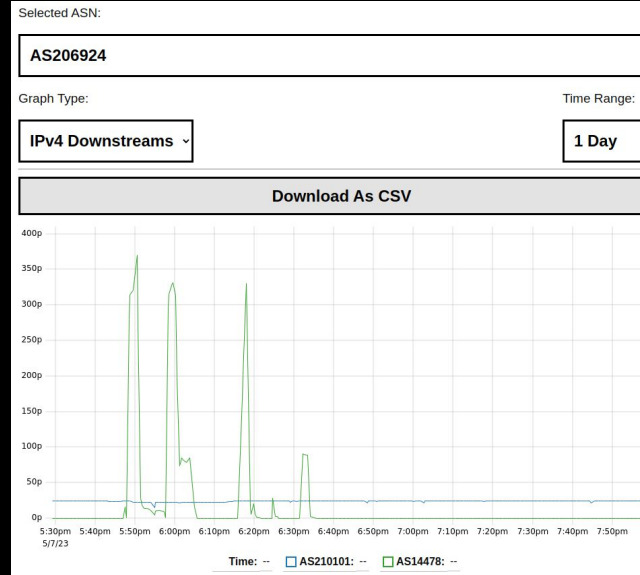 Selected ASN:
AS206924
Graph Type:
Time Range:
IPv4 Downstreams
1 Day
Download As CSV
400p
350p
300p
250p
200p
150p
100p
50p
0p
5:30pm 5:40pm 5:50pm 6:00pm 6:10pm 6:20pm 6:30pm 6:40pm 6:50pm 7:00pm 7:10pm 7:20pm 7:30pm 7:40pm 7:50pm
5/7/23
Time: -- AS210101: -- AS14478: --